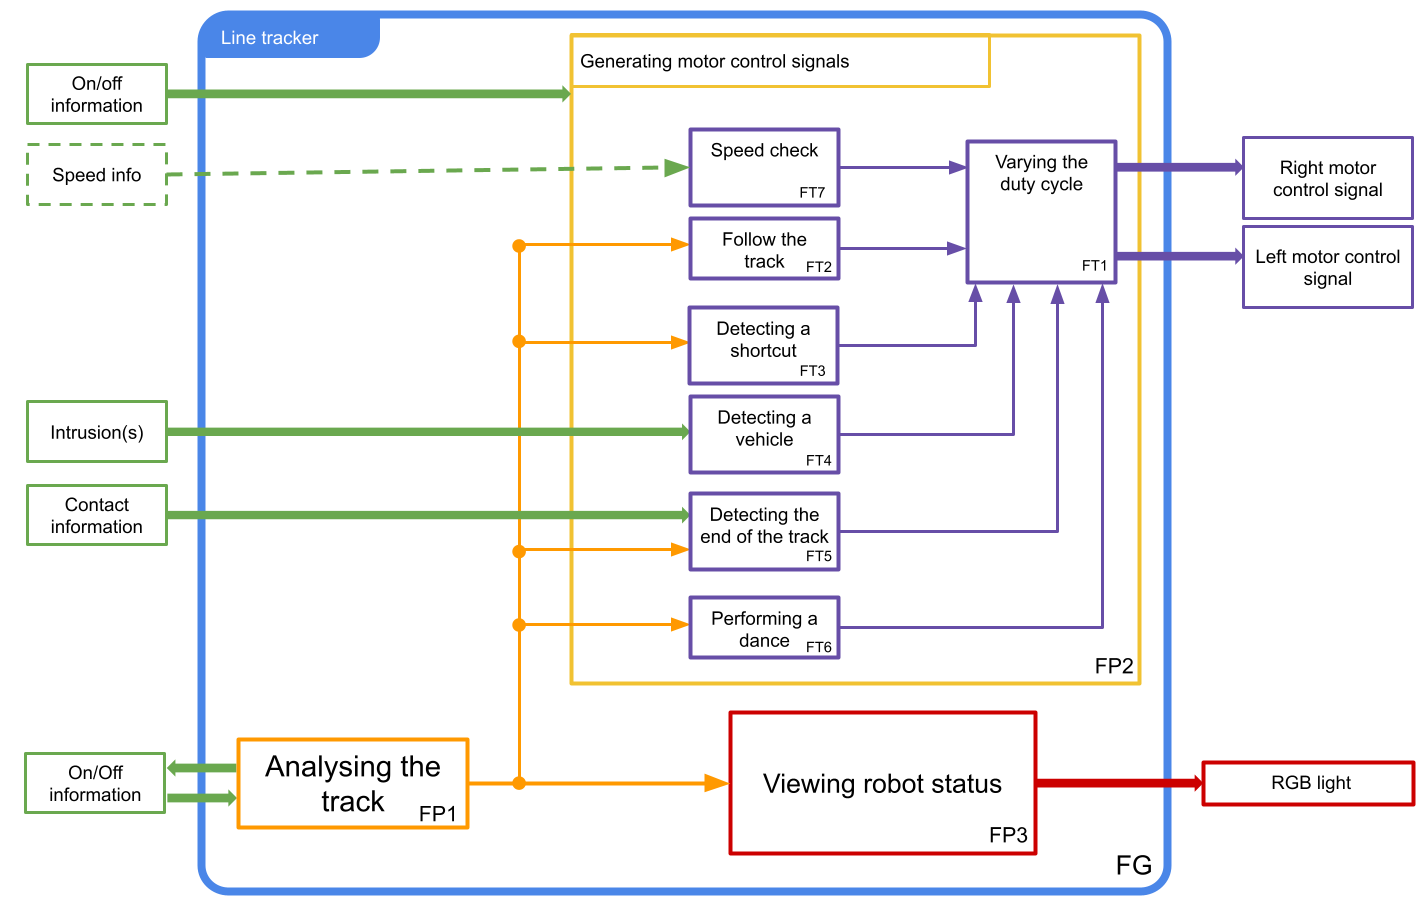 Line tracker
Generating motor control signals
On/off
information
Speed info
Speed check
FT7
Varying the
duty cycle
FT1
Right motor
control signal
Follow the
track
FT2
Left motor control
signal
Detecting a
shortcut
FT3
Intrusion(s)
Detecting a
vehicle
FT4
Contact
information
Detecting the
end of the track
FT5
Performing a
dance
FT6
FP2
On/Off
information
Analysing the
track
FP1
Viewing robot status
FP3
RGB light
FG